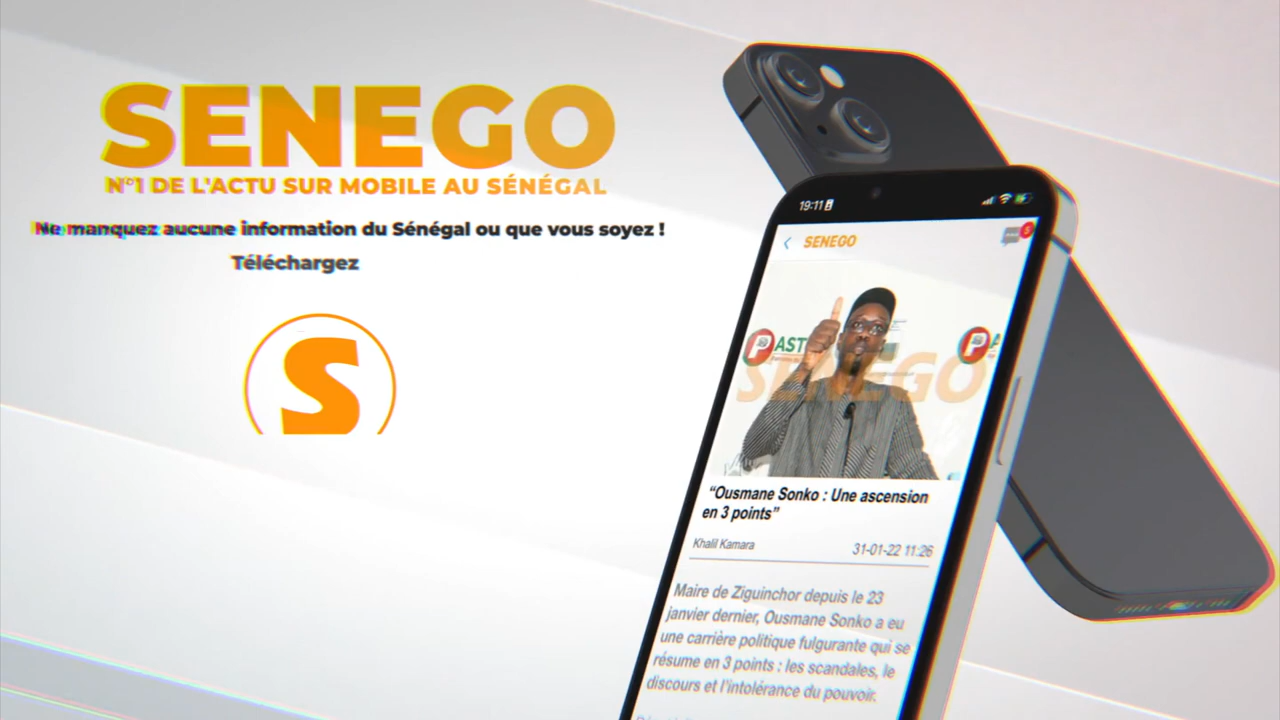 SENEGO
N°1 DE L'ACTU SUR MOBILE AU SÉNÉGAL
Ne manquez aucune information du Sénégal ou que vous soyez !
Téléchargez
S
19:11
SENEGO
5
PAST
P
SENEGO
“Ousmane Sonko : Une ascension
en 3 points”
Khalil Kamara
31-01-22 11:26
Maire de Ziguinchor depuis le 23
janvier dernier, Ousmane Sonko a eu
une carrière politique fulgurante qui se
résume en 3 points : les scandales, le
discours et l'intolérance du pouvoir.